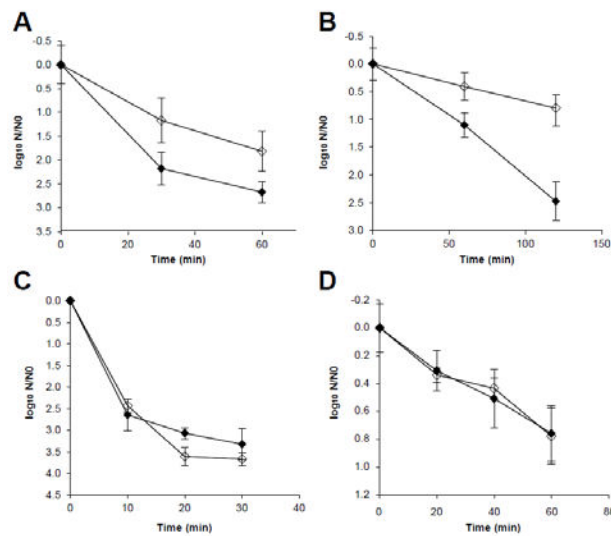 A
-0.5
0.0
0.5
1.0
1.5
2.0
2.5
3.0
3.5
log₁₀ N/N0
0 20 40 60 80
Time (min)
B
-0.5
0.0
0.5
1.0
1.5
2.0
2.5
3.0
log₁₀ N/N0
0 50 100 150
Time (min)
C
0.0
0.5
1.0
1.5
2.0
2.5
3.0
3.5
4.0
4.5
log₁₀ N/N0
0 10 20 30 40
Time (min)
D
-0.2
0.0
0.2
0.4
0.6
0.8
1.0
1.2
log₁₀ N/N0
0 20 40 60 80
Time (min)